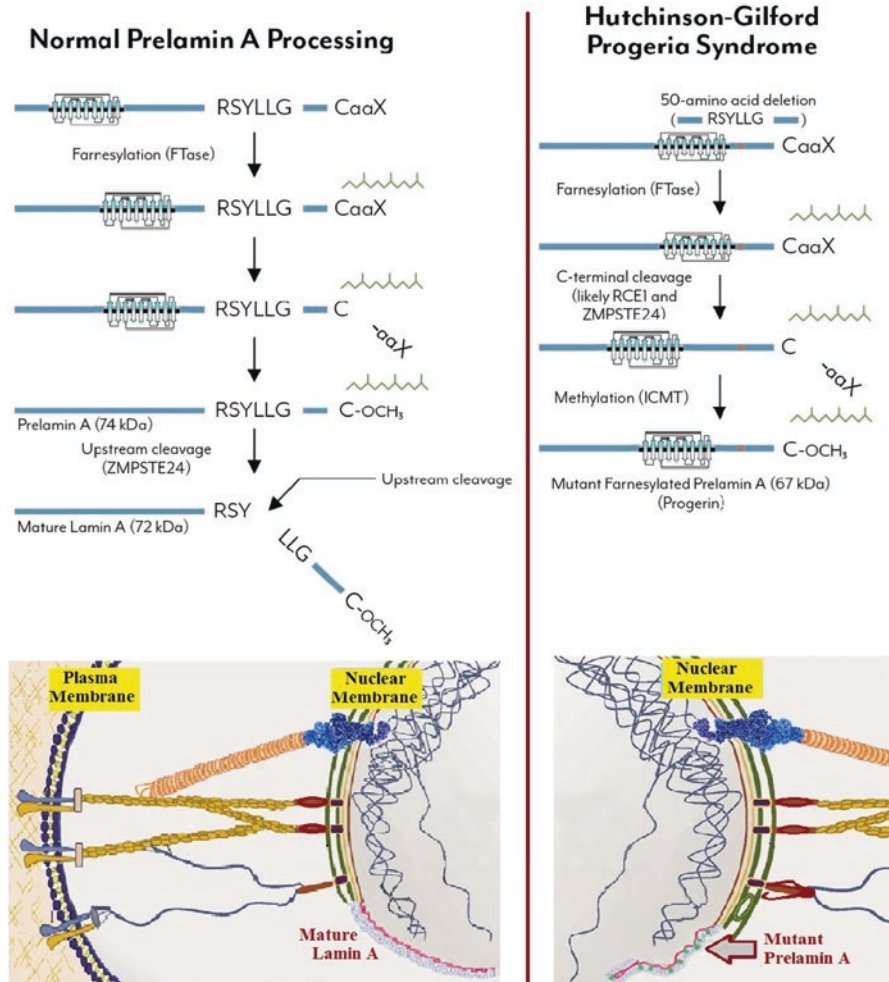 Normal Prelamin A Processing
RSYLLG CaaX
Farnesylation (FTase)
RSYLLG CaaX
RSYLLG C
-aaX
RSYLLG C-OCH₃
Prelamin A (74 kDa)
Upstream cleavage
(ZMPSTE24)
Upstream cleavage
RSY
Mature Lamin A (72 kDa)
LLG
C-OCH₃
Hutchinson-Gilford
Progeria Syndrome
50-amino acid deletion
( RSYLLG )
CaaX
Farnesylation (FTase)
CaaX
C-terminal cleavage
(likely RCE1 and
ZMPSTE24)
C
-aaX
Methylation (ICMT)
C-OCH₃
Mutant Farnesylated Prelamin A (67 kDa)
(Progerin)
Plasma
Membrane
Nuclear
Membrane
Mature
Lamin A
Nuclear
Membrane
Mutant
Prelamin A